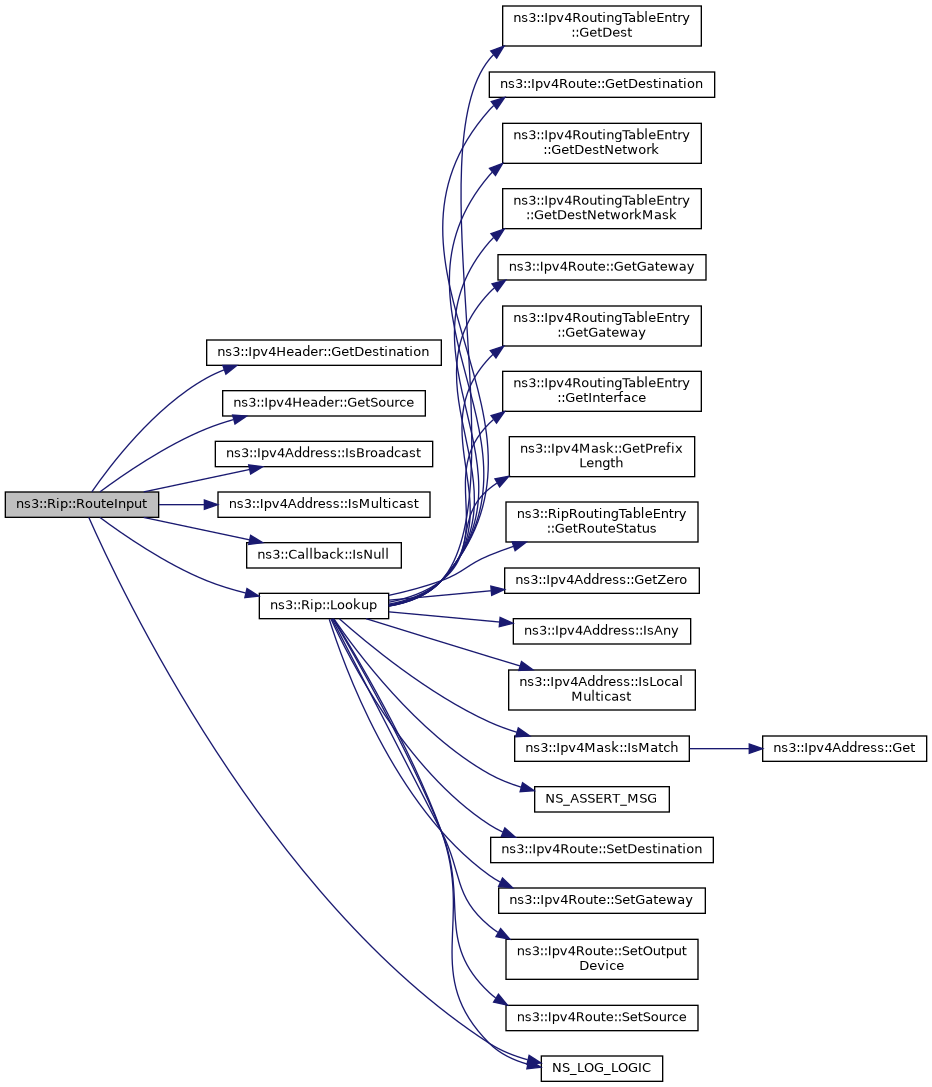 ns3::Rip::RouteInput
ns3::Ipv4Header::GetDestination
ns3::Ipv4Header::GetSource
ns3::Ipv4Address::IsBroadcast
ns3::Ipv4Address::IsMulticast
ns3::Callback::IsNull
ns3::Rip::Lookup
ns3::Ipv4RoutingTableEntry
::GetDest
ns3::Ipv4Route::GetDestination
ns3::Ipv4RoutingTableEntry
::GetDestNetwork
ns3::Ipv4RoutingTableEntry
::GetDestNetworkMask
ns3::Ipv4Route::GetGateway
ns3::Ipv4RoutingTableEntry
::GetGateway
ns3::Ipv4RoutingTableEntry
::GetInterface
ns3::Ipv4Mask::GetPrefix
Length
ns3::RipRoutingTableEntry
::GetRouteStatus
ns3::Ipv4Address::GetZero
ns3::Ipv4Address::IsAny
ns3::Ipv4Address::IsLocal
Multicast
ns3::Ipv4Mask::IsMatch
ns3::Ipv4Address::Get
NS_ASSERT_MSG
ns3::Ipv4Route::SetDestination
ns3::Ipv4Route::SetGateway
ns3::Ipv4Route::SetOutput
Device
ns3::Ipv4Route::SetSource
NS_LOG_LOGIC